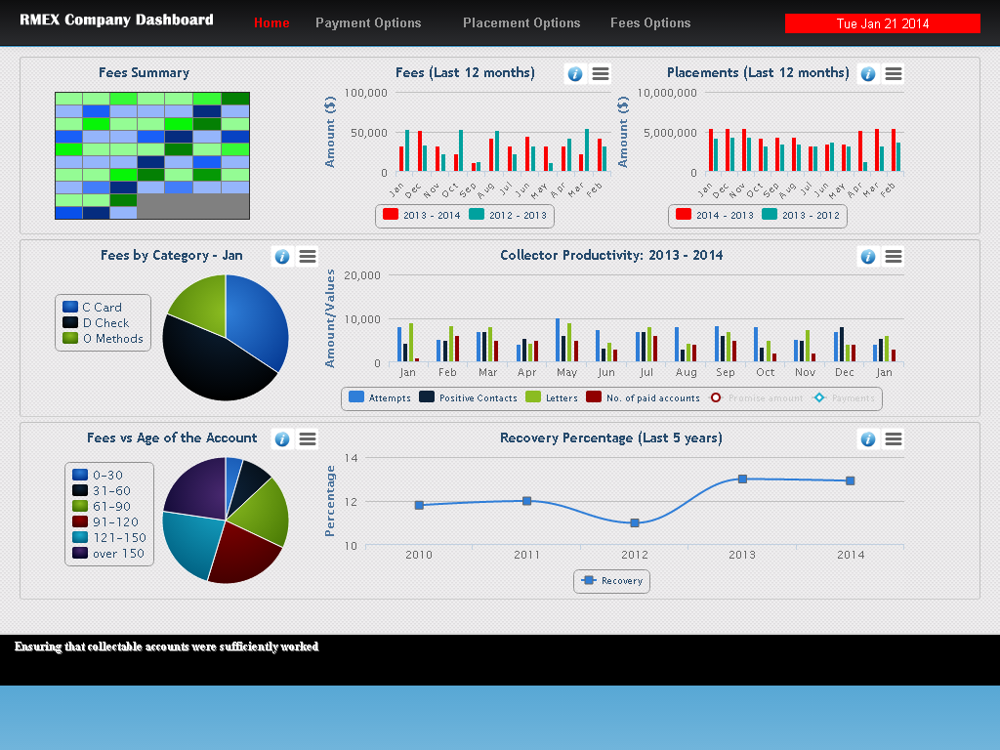 RMEX Company Dashboard
Home Payment Options Placement Options Fees Options
Tue Jan 21 2014
Fees Summary
Fees (Last 12 months)
Amount ($)
100,000
50,000
0
Jan Dec Nov Oct Sep Aug Jul Jun May Apr Mar Feb
2013 - 2014 2012 - 2013
Placements (Last 12 months)
Amount ($)
10,000,000
5,000,000
0
Jan Dec Nov Oct Sep Aug Jul Jun May Apr Mar Feb
2014 - 2013 2013 - 2012
Fees by Category - Jan
C Card
D Check
O Methods
Collector Productivity: 2013 - 2014
Amount/Values
20,000
10,000
0
Jan Feb Mar Apr May Jun Jul Aug Sep Oct Nov Dec Jan
Attempts Positive Contacts Letters No. of paid accounts Promise amount Payments
Fees vs Age of the Account
0-30
31-60
61-90
91-120
121-150
over 150
Recovery Percentage (Last 5 years)
Percentage
14
12
10
2010 2011 2012 2013 2014
Recovery
Ensuring that collectable accounts were sufficiently worked